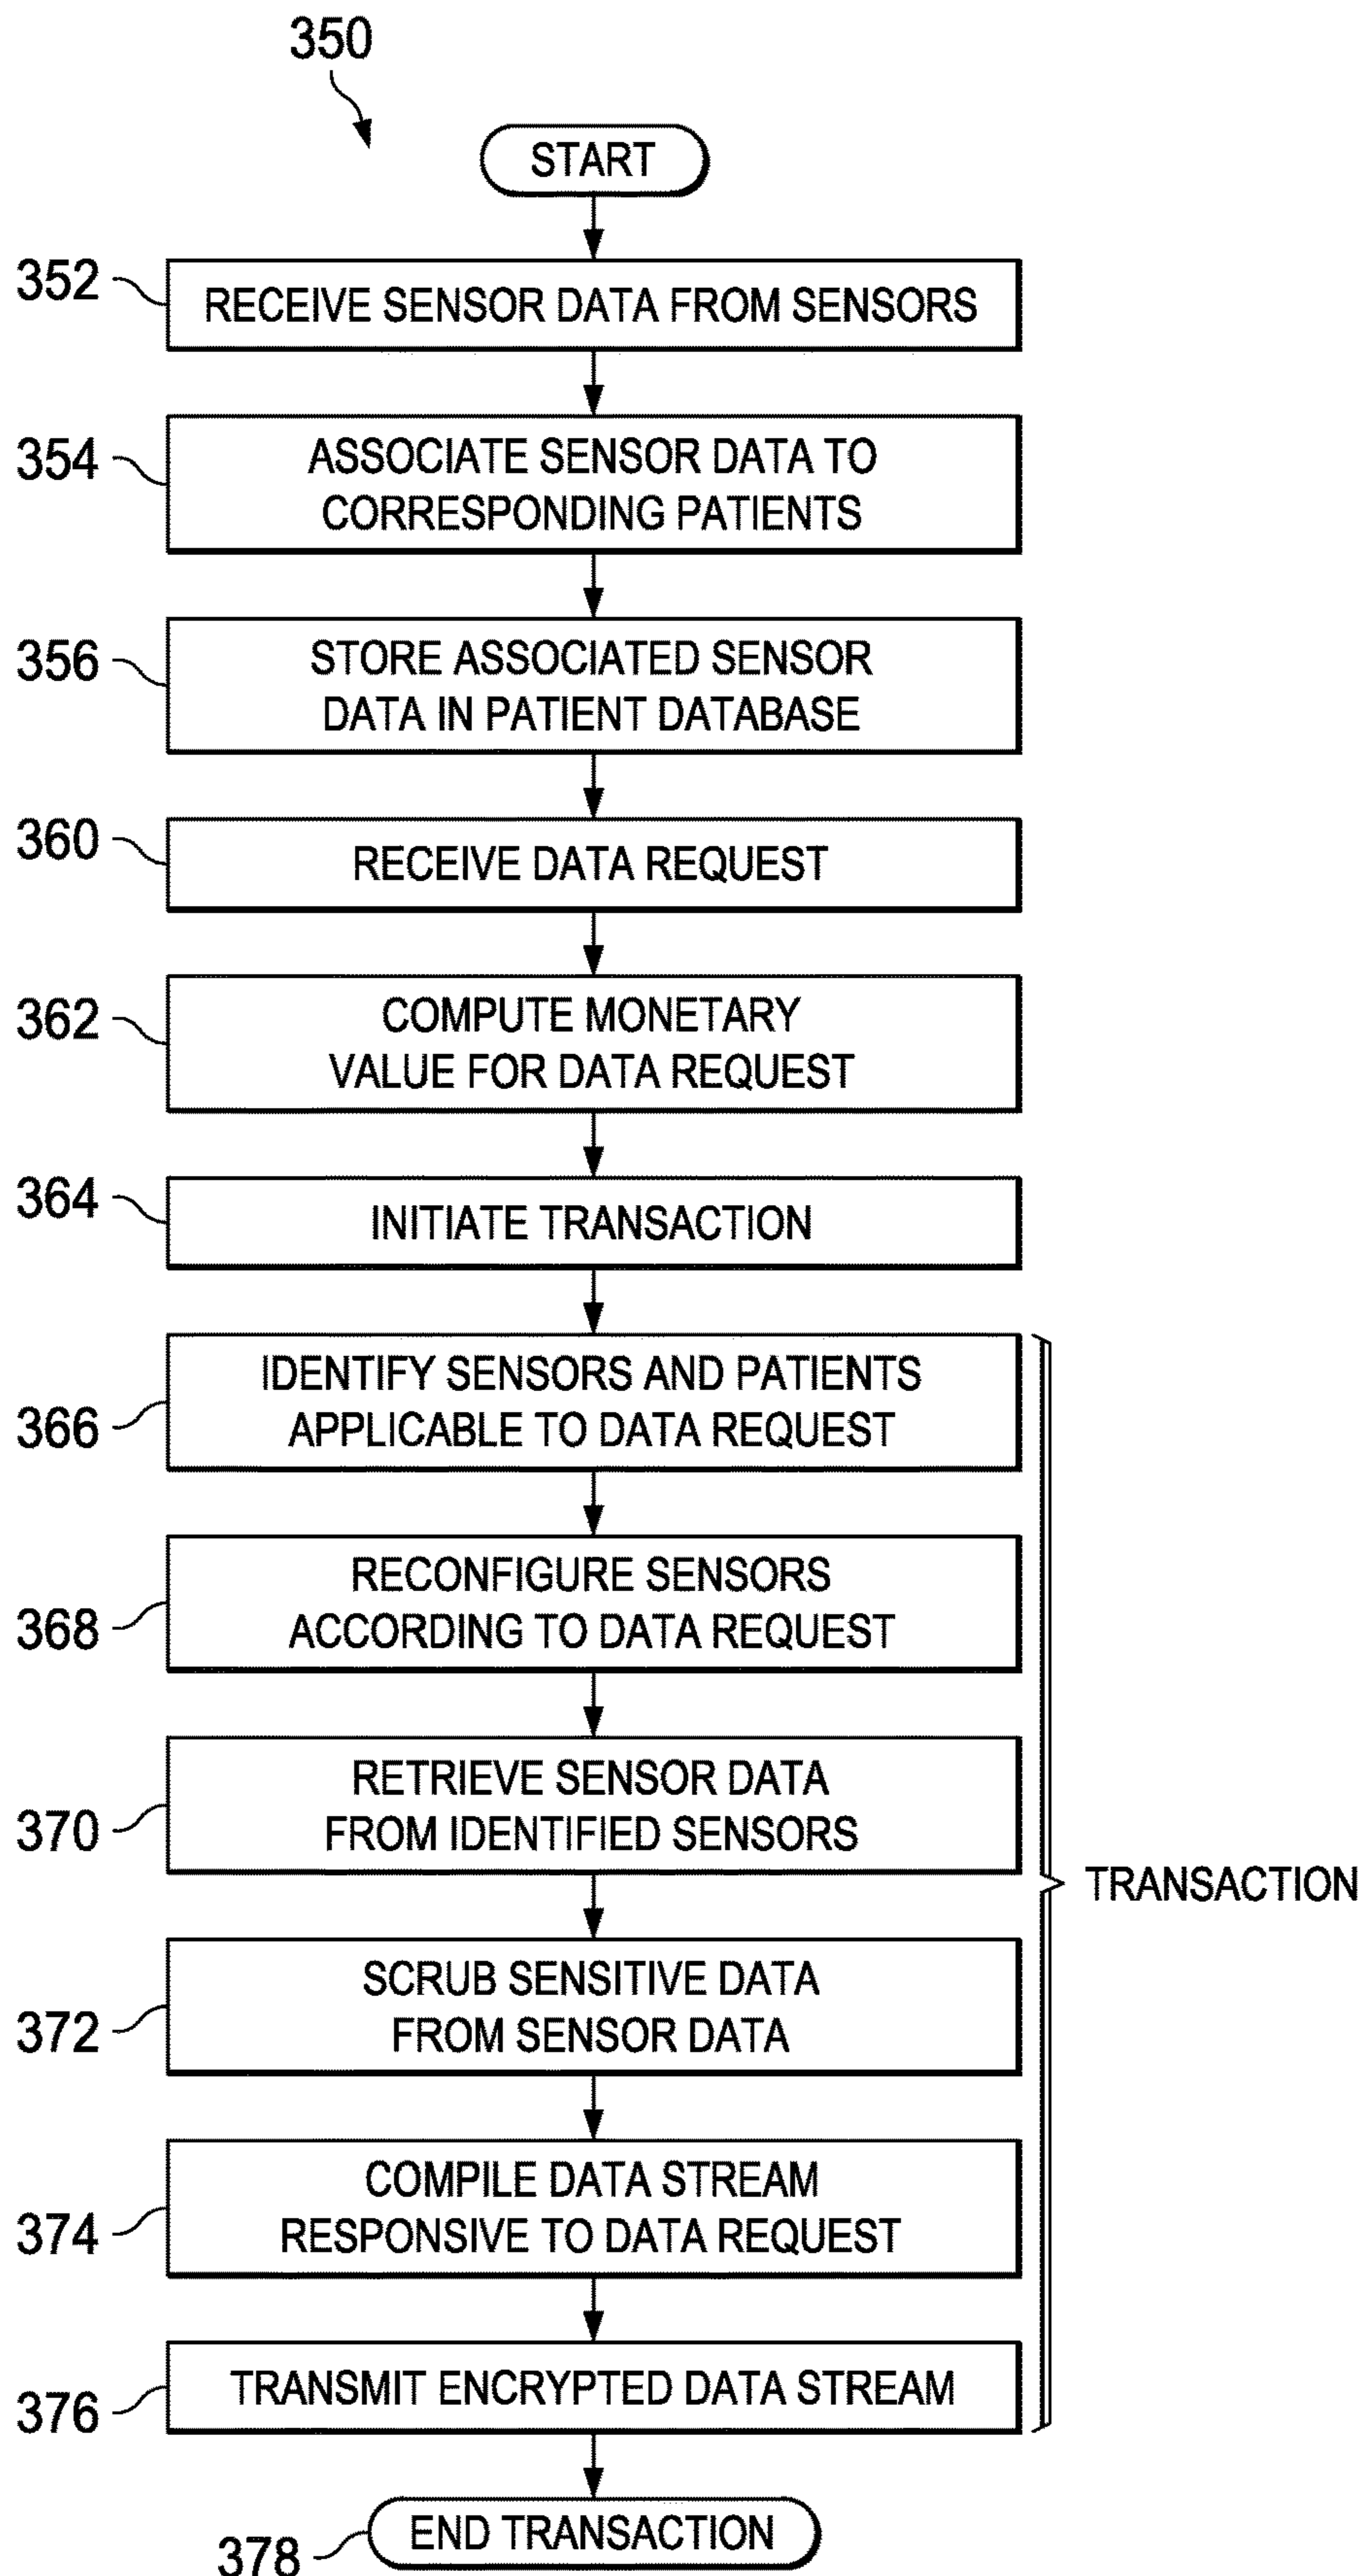 350
START
352
RECEIVE SENSOR DATA FROM SENSORS
354
ASSOCIATE SENSOR DATA TO
CORRESPONDING PATIENTS
356
STORE ASSOCIATED SENSOR
DATA IN PATIENT DATABASE
360
RECEIVE DATA REQUEST
362
COMPUTE MONETARY
VALUE FOR DATA REQUEST
364
INITIATE TRANSACTION
366
IDENTIFY SENSORS AND PATIENTS
APPLICABLE TO DATA REQUEST
368
RECONFIGURE SENSORS
ACCORDING TO DATA REQUEST
370
RETRIEVE SENSOR DATA
FROM IDENTIFIED SENSORS
TRANSACTION
372
SCRUB SENSITIVE DATA
FROM SENSOR DATA
374
COMPILE DATA STREAM
RESPONSIVE TO DATA REQUEST
376
TRANSMIT ENCRYPTED DATA STREAM
378
END TRANSACTION